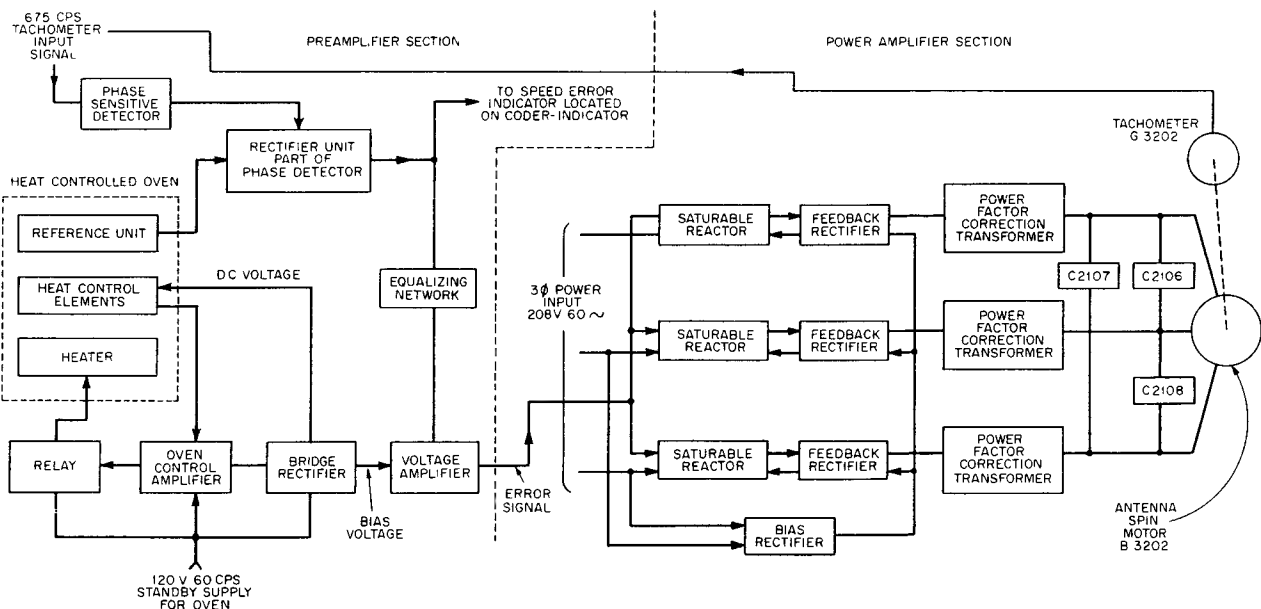 675 CPS
TACHOMETER
INPUT
SIGNAL
PREAMPLIFIER SECTION
POWER AMPLIFIER SECTION
PHASE
SENSITIVE
DETECTOR
TO SPEED ERROR
INDICATOR LOCATED
ON CODER-INDICATOR
TACHOMETER
G 3202
RECTIFIER UNIT
PART OF
PHASE DETECTOR
HEAT CONTROLLED OVEN
REFERENCE UNIT
HEAT CONTROL
ELEMENTS
HEATER
DC VOLTAGE
EQUALIZING
NETWORK
3Ø POWER
INPUT
208V 60 ~
SATURABLE
REACTOR
FEEDBACK
RECTIFIER
POWER
FACTOR
CORRECTION
TRANSFORMER
C2107
C2106
SATURABLE
REACTOR
FEEDBACK
RECTIFIER
POWER
FACTOR
CORRECTION
TRANSFORMER
C2108
RELAY
OVEN
CONTROL
AMPLIFIER
BRIDGE
RECTIFIER
VOLTAGE
AMPLIFIER
SATURABLE
REACTOR
FEEDBACK
RECTIFIER
POWER
FACTOR
CORRECTION
TRANSFORMER
BIAS
VOLTAGE
ERROR
SIGNAL
BIAS
RECTIFIER
ANTENNA
SPIN
MOTOR
B 3202
120 V 60 CPS
STANDBY SUPPLY
FOR OVEN